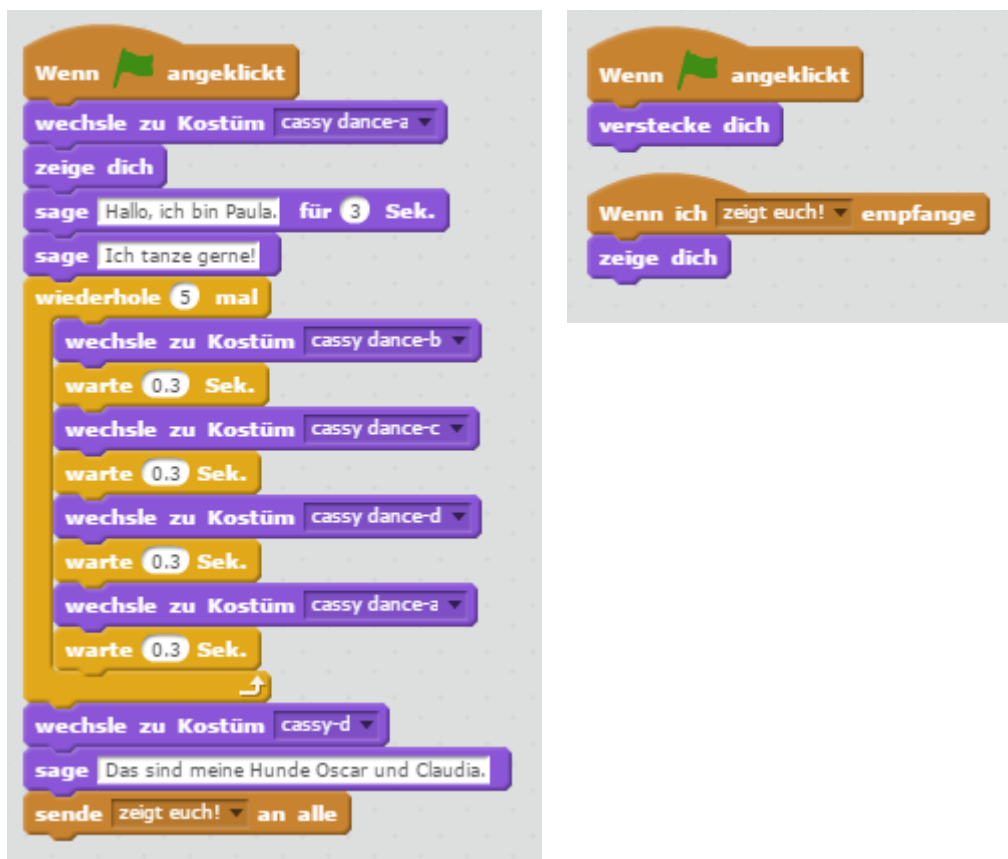 Wenn angeklickt
wechsle zu Kostüm cassy dance-a
zeige dich
sage Hallo, ich bin Paula. für 3 Sek.
sage Ich tanze gerne!
wiederhole 5 mal
wechsle zu Kostüm cassy dance-b
warte 0.3 Sek.
wechsle zu Kostüm cassy dance-c
warte 0.3 Sek.
wechsle zu Kostüm cassy dance-d
warte 0.3 Sek.
wechsle zu Kostüm cassy dance-a
warte 0.3 Sek.
wechsle zu Kostüm cassy-d
sage Das sind meine Hunde Oscar und Claudia.
sende zeigt euch! an alle
Wenn angeklickt
verstecke dich
Wenn ich zeigt euch! empfange
zeige dich